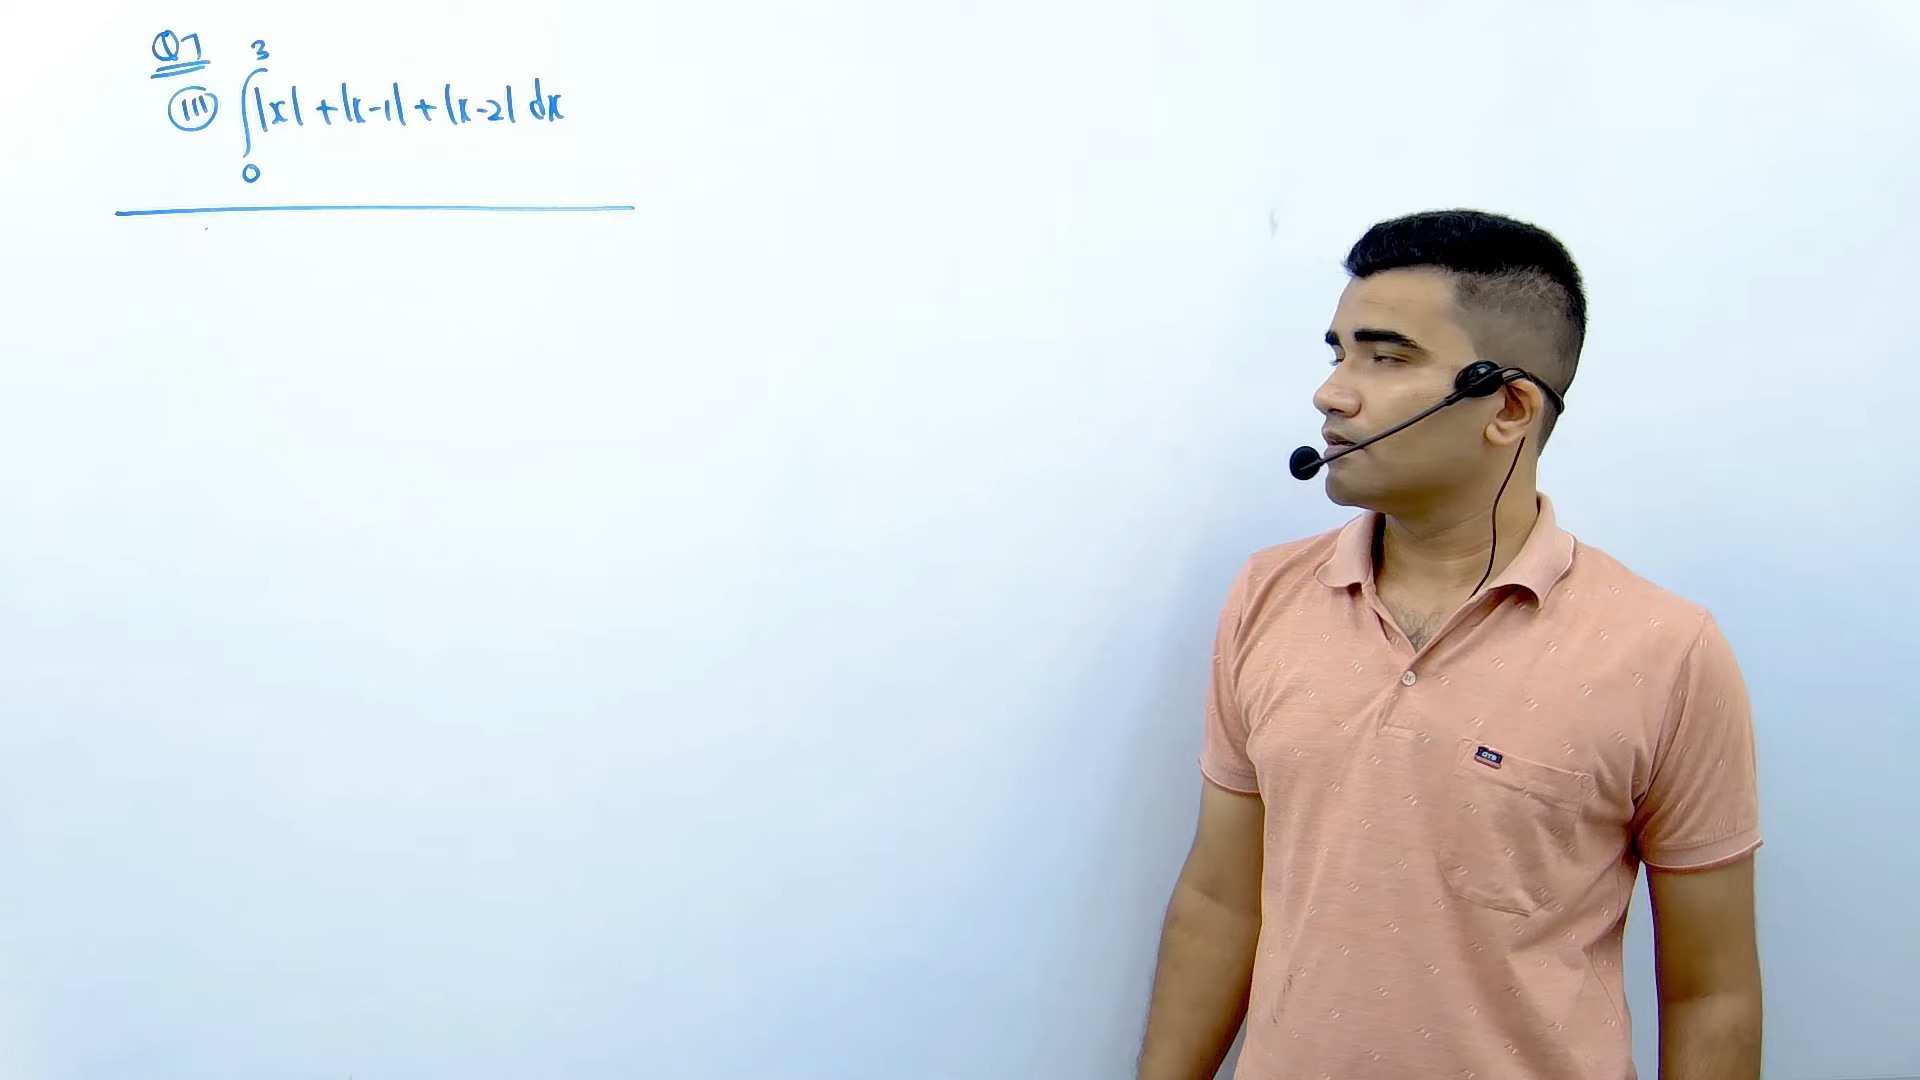 Q7
(iii) ∫₀³ |x| + |x-1| + |x-2| dx